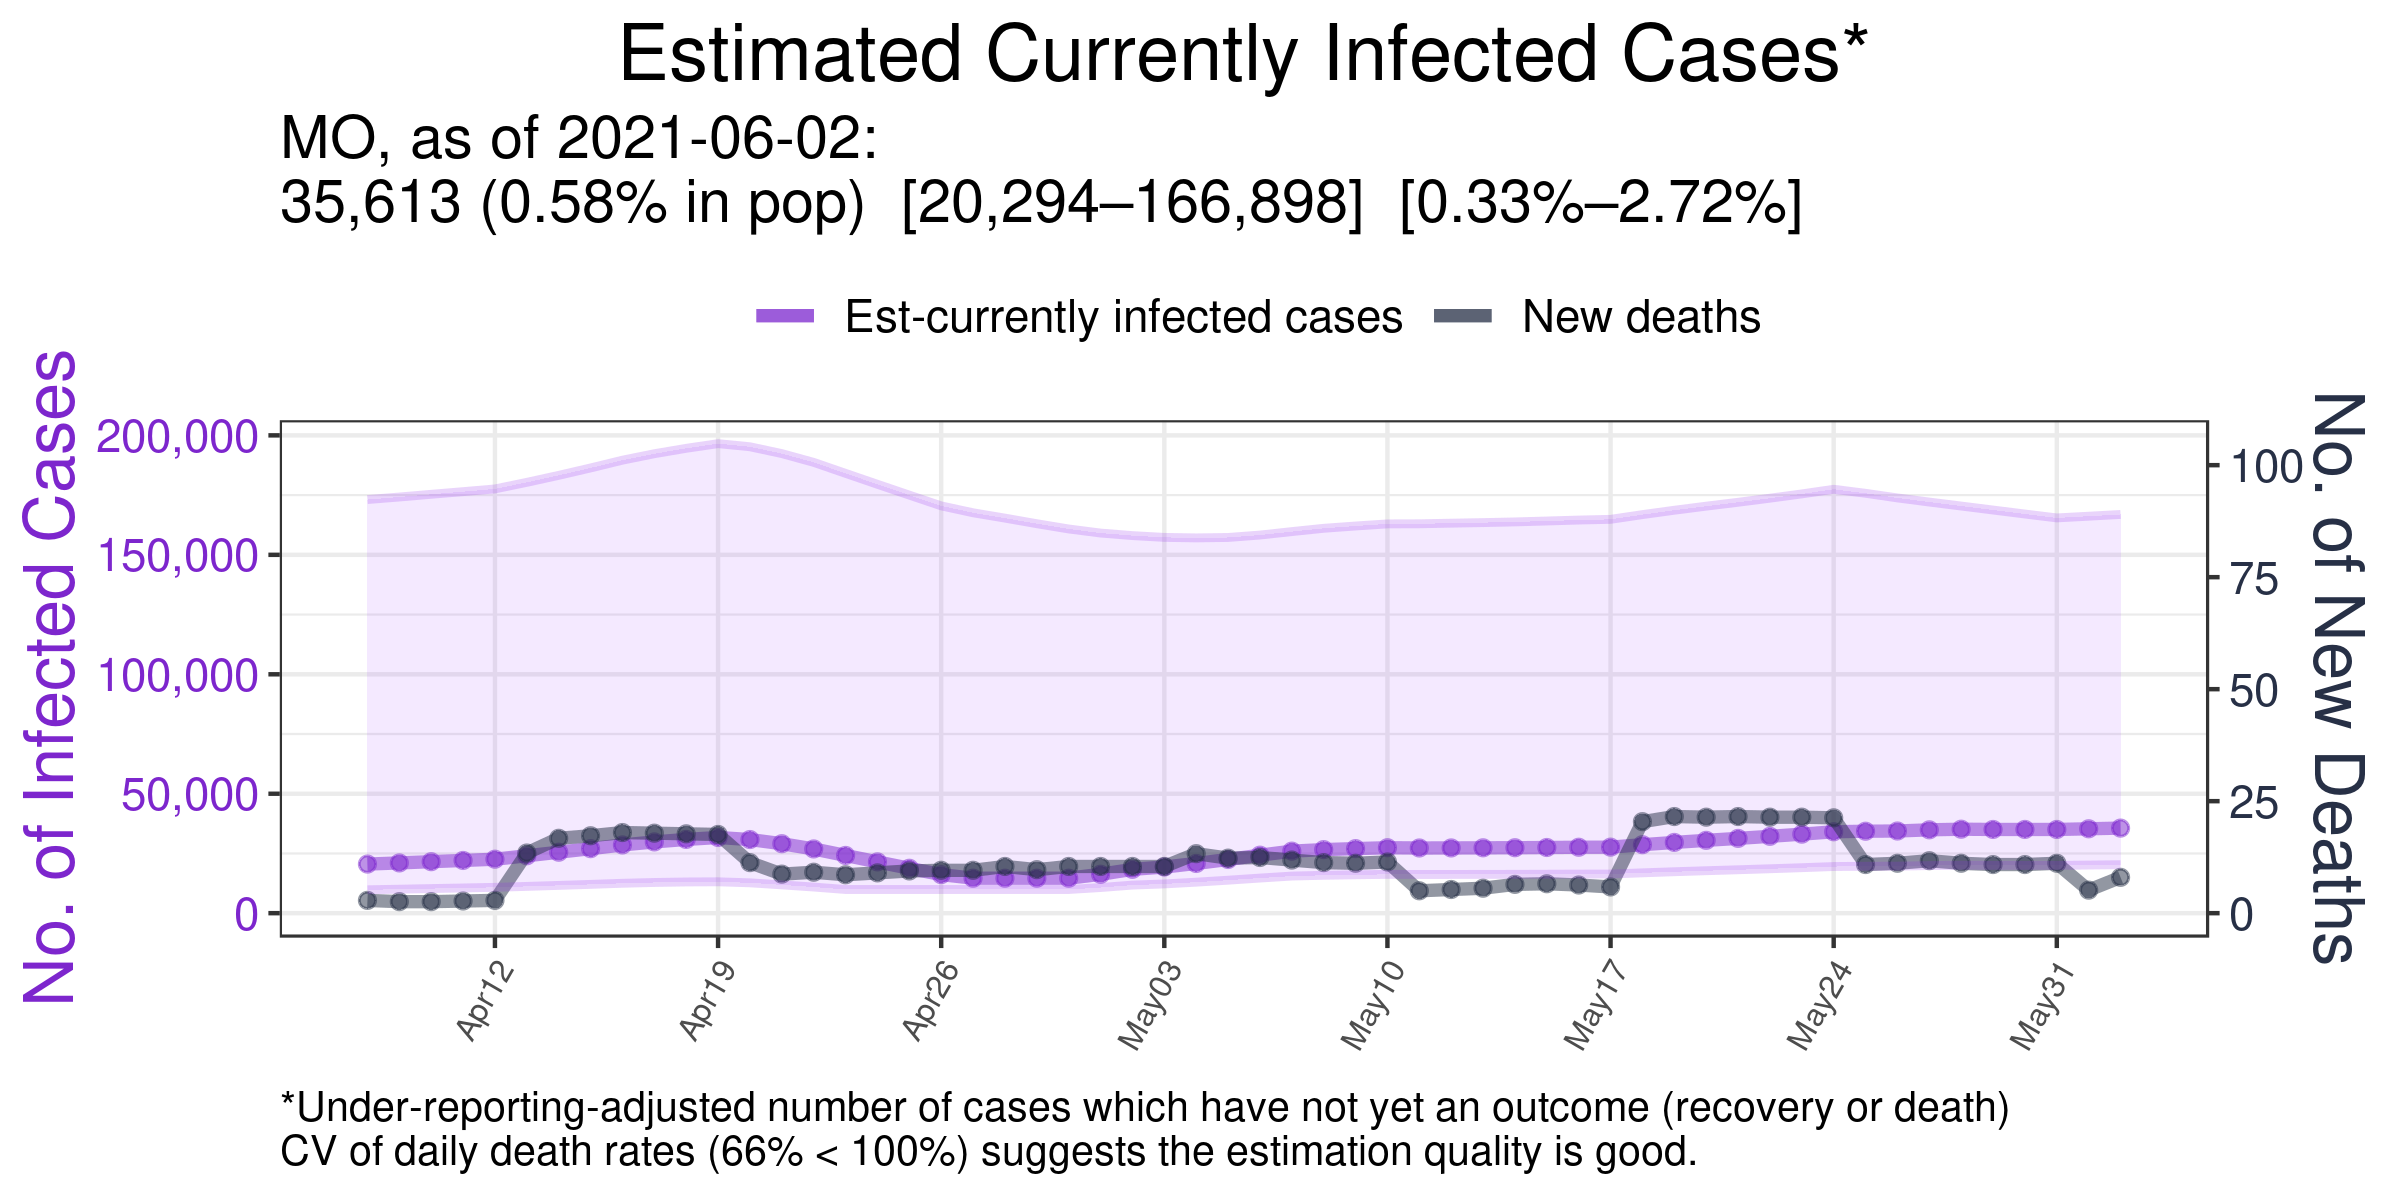 Estimated Currently Infected Cases*
MO, as of 2021-06-02:
35,613 (0.58% in pop)  [20,294–166,898]  [0.33%–2.72%]
Est-currently infected cases
New deaths
No. of Infected Cases
200,000
150,000
100,000
50,000
0
100
75
50
25
0
No. of New Deaths
Apr12
Apr19
Apr26
May03
May10
May17
May24
May31
*Under-reporting-adjusted number of cases which have not yet an outcome (recovery or death)
CV of daily death rates (66% < 100%) suggests the estimation quality is good.